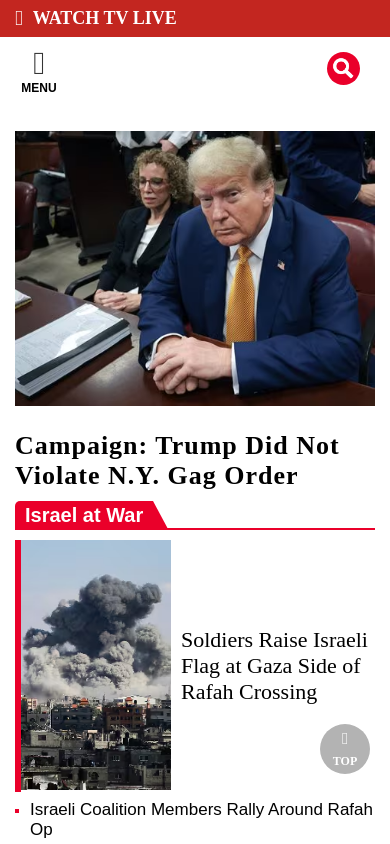 WATCH TV LIVE
MENU
Campaign: Trump Did Not
Violate N.Y. Gag Order
Israel at War
Soldiers Raise Israeli
Flag at Gaza Side of
Rafah Crossing
TOP
Israeli Coalition Members Rally Around Rafah
Op